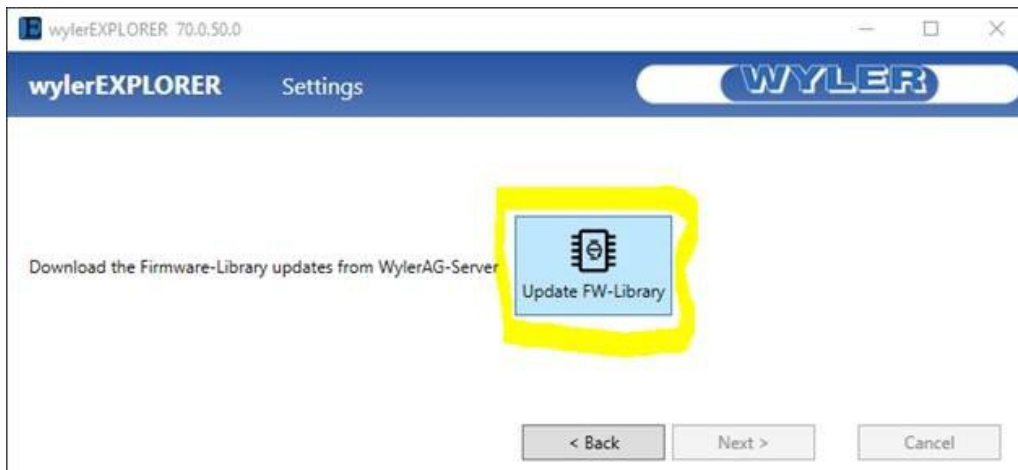 wylerEXPLORER 70.0.50.0
wylerEXPLORER Settings WYLER
Download the Firmware-Library updates from WylerAG-Server
Update FW-Library
< Back Next > Cancel